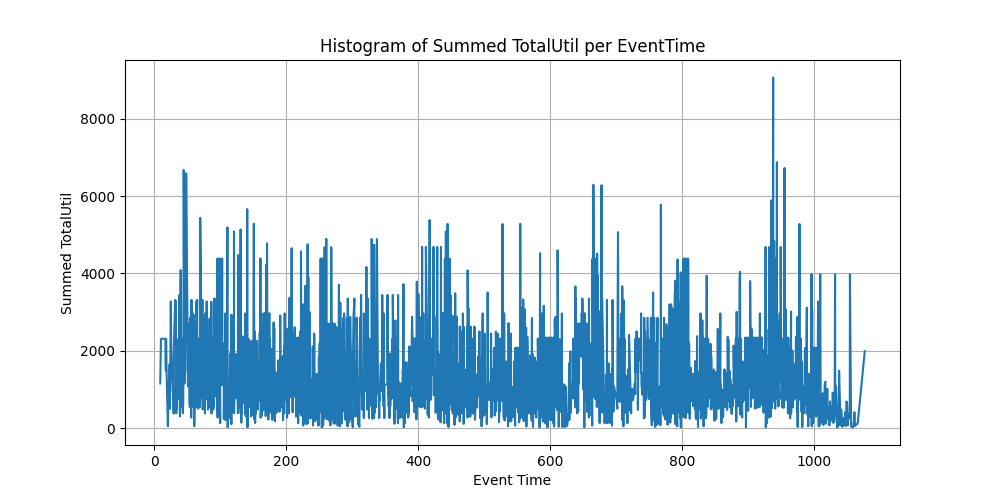 Histogram of Summed TotalUtil per EventTime
Summed TotalUtil
8000
6000
4000
2000
0
0 200 400 600 800 1000
Event Time